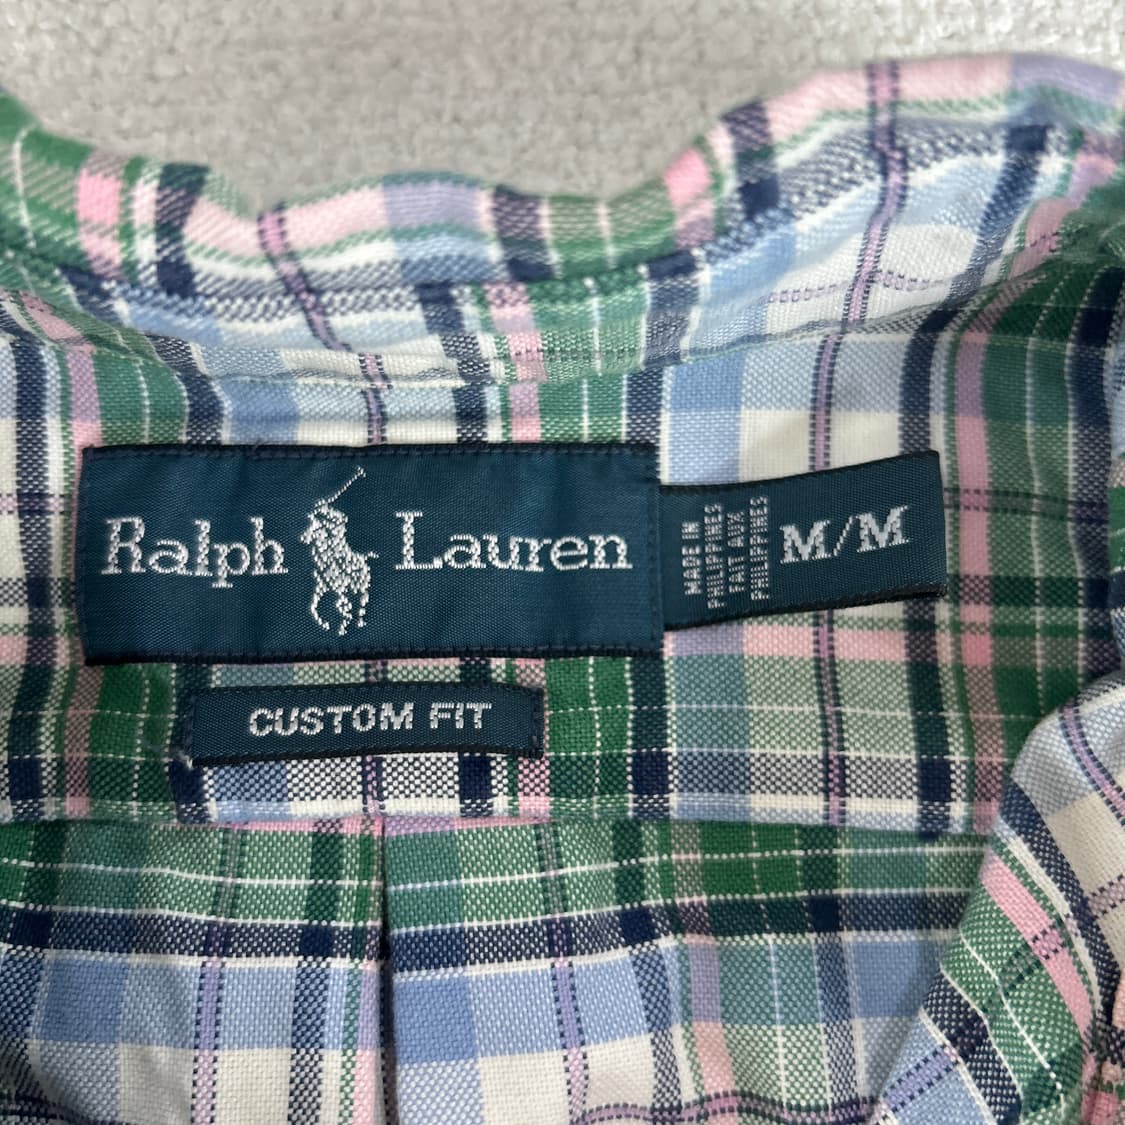 Ralph Lauren
MADE IN
PHILIPPINES
FAIT AUX
PHILIPPINES
M/M
CUSTOM FIT